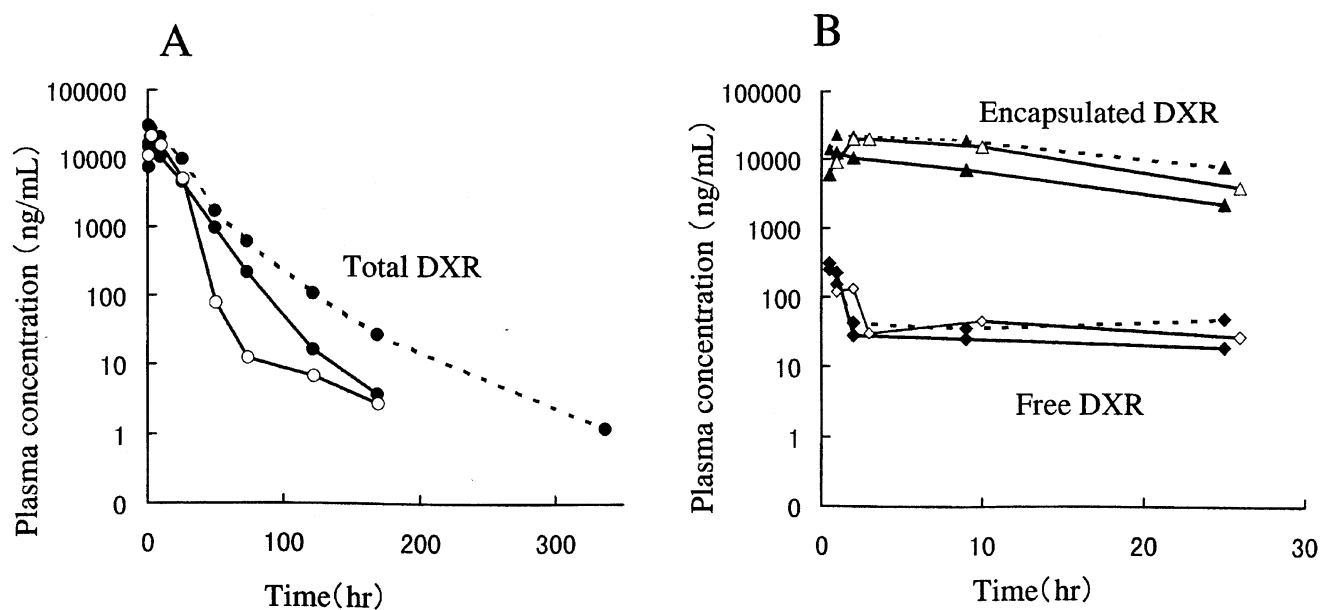 A
Plasma concentration (ng/mL)
100000
10000
1000
100
10
1
0
Total DXR
0
100
200
300
Time(hr)
B
Plasma concentration (ng/mL)
100000
10000
1000
100
10
1
0
Encapsulated DXR
Free DXR
0
10
20
30
Time(hr)